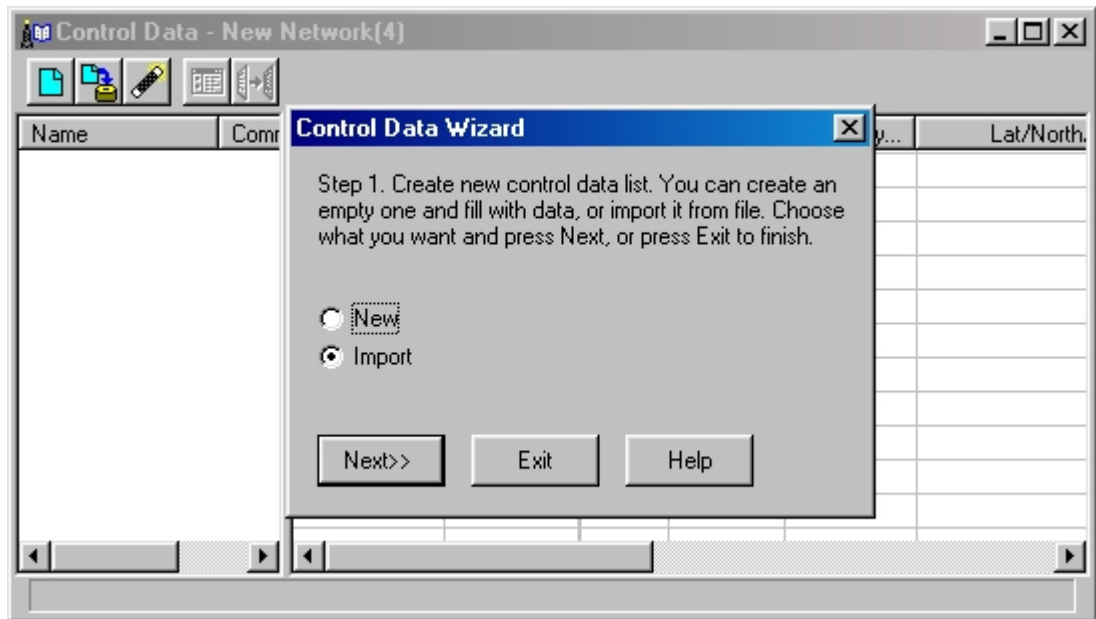 Control Data - New Network(4)
Name Comm
y... Lat/North.
Control Data Wizard
Step 1. Create new control data list. You can create an
empty one and fill with data, or import it from file. Choose
what you want and press Next, or press Exit to finish.
New
Import
Next>> Exit Help